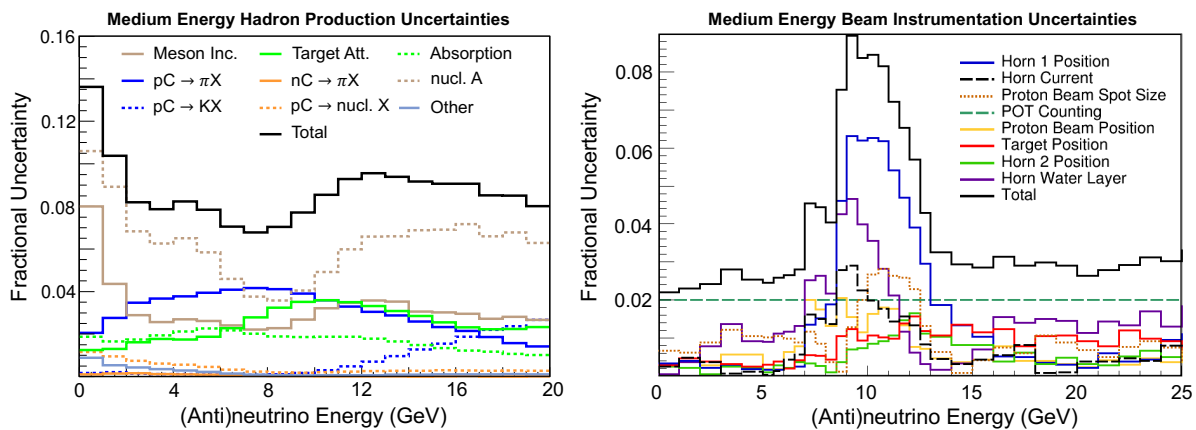 Medium Energy Hadron Production Uncertainties
0.16
0.12
0.08
0.04
Fractional Uncertainty
Meson Inc.
Target Att.
Absorption
pC → πX
nC → πX
nucl. A
pC → KX
pC → nucl. X
Other
Total
0
4
8
12
16
20
(Anti)neutrino Energy (GeV)
Medium Energy Beam Instrumentation Uncertainties
0.08
0.06
0.04
0.02
Fractional Uncertainty
Horn 1 Position
Horn Current
Proton Beam Spot Size
POT Counting
Proton Beam Position
Target Position
Horn 2 Position
Horn Water Layer
Total
0
5
10
15
20
25
(Anti)neutrino Energy (GeV)